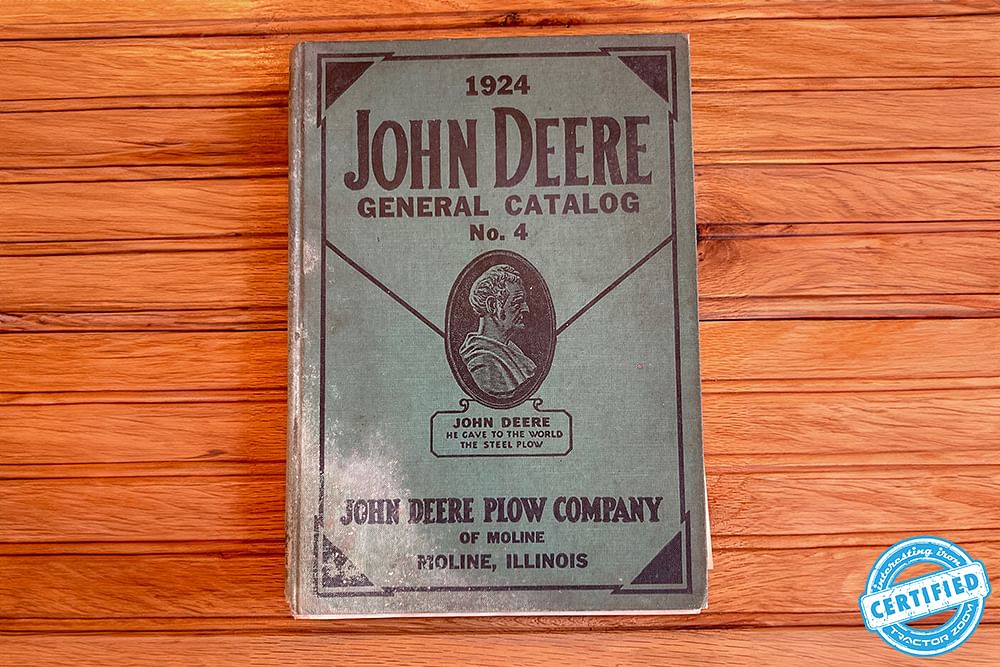 1924
JOHN DEERE
GENERAL CATALOG
No. 4
JOHN DEERE
HE GAVE TO THE WORLD
THE STEEL PLOW
JOHN DEERE PLOW COMPANY
OF MOLINE
MOLINE, ILLINOIS
interesting iron
CERTIFIED
TRACTOR ZOOM